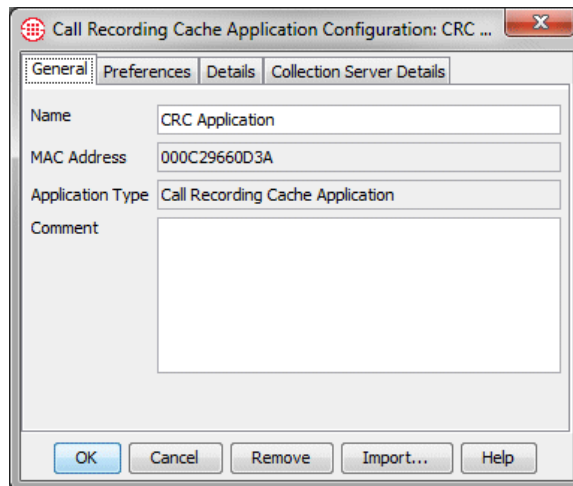 Call Recording Cache Application Configuration: CRC ...
General Preferences Details Collection Server Details
Name CRC Application
MAC Address 000C29660D3A
Application Type Call Recording Cache Application
Comment
OK Cancel Remove Import... Help